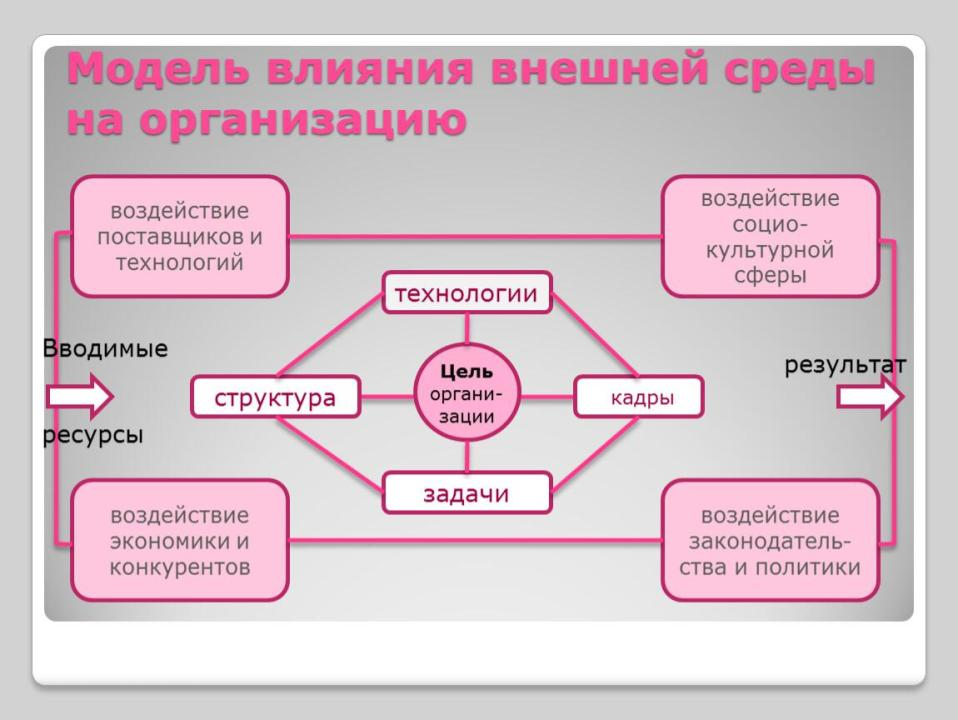 Модель влияния внешней среды
на организацию
воздействие
поставщиков и
технологий
воздействие
социо-
культурной
сферы
технологии
Вводимые
ресурсы
структура
Цель
органи-
зации
кадры
результат
задачи
воздействие
экономики и
конкурентов
воздействие
законодатель-
ства и политики